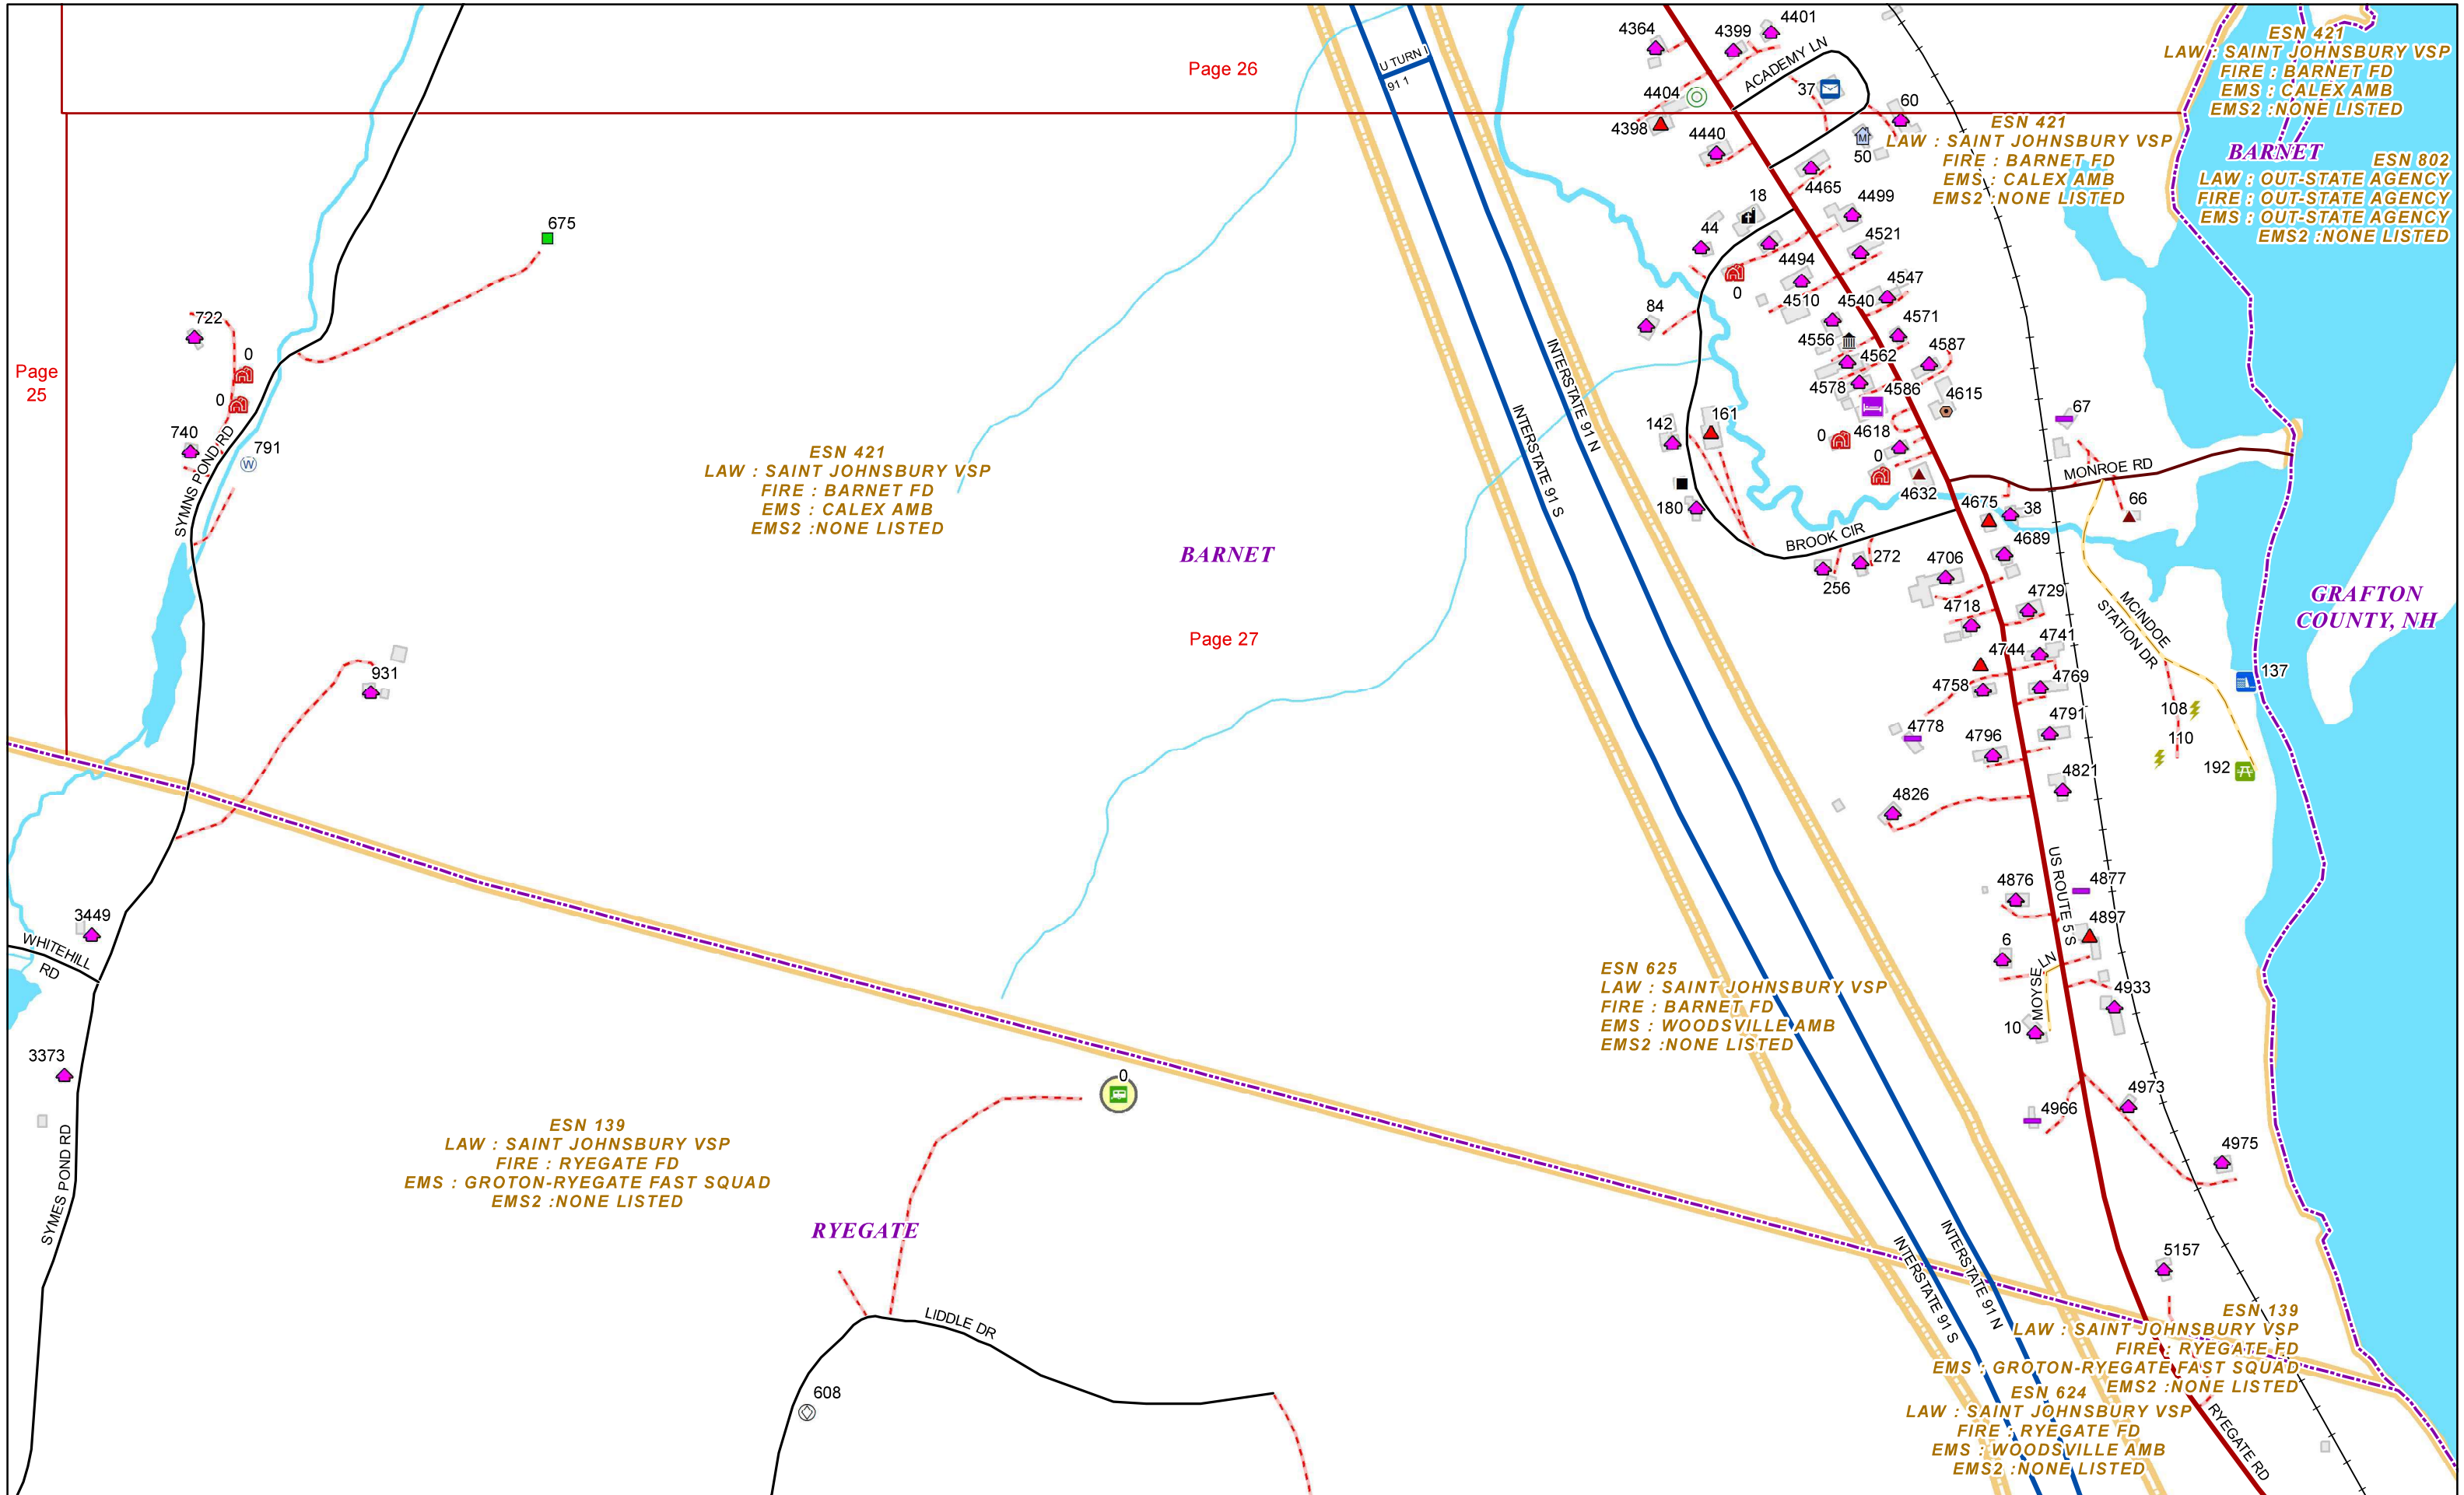 4401
4364
4399
ESN 421
LAW : SAINT JOHNSBURY VSP
FIRE : BARNET FD
EMS : CALEX AMB
EMS2 :NONE LISTED
U TURN I
91 1
Page 26
ACADEMY LN
37
4404
60
4398
4440
50
ESN 421
LAW : SAINT JOHNSBURY VSP
FIRE : BARNET FD
EMS : CALEX AMB
EMS2 :NONE LISTED
BARNET
ESN 802
LAW : OUT-STATE AGENCY
FIRE : OUT-STATE AGENCY
EMS : OUT-STATE AGENCY
EMS2 :NONE LISTED
4465
18
4499
44
4521
675
4494
4547
0
4510
4540
84
4571
722
4556
4562
4587
0
Page
25
4578
4586
4615
0
INTERSTATE 91 N
INTERSTATE 91 S
67
161
142
740
0
4618
791
SYMNS POND RD
0
MONROE RD
ESN 421
LAW : SAINT JOHNSBURY VSP
FIRE : BARNET FD
EMS : CALEX AMB
EMS2 :NONE LISTED
4632
66
180
4675
38
BROOK CIR
4689
BARNET
272
256
4706
4729
MCINDOE
STATION DR
GRAFTON
COUNTY, NH
4718
Page 27
4741
4744
931
4769
137
4758
108
4778
4791
4796
110
192
4821
4826
US ROUTE 5 S
4876
4877
3449
4897
WHITEHILL
RD
6
MOYSE LN
ESN 625
LAW : SAINT JOHNSBURY VSP
FIRE : BARNET FD
EMS : WOODSVILLE AMB
EMS2 :NONE LISTED
4933
10
3373
0
4973
4966
ESN 139
LAW : SAINT JOHNSBURY VSP
FIRE : RYEGATE FD
EMS : GROTON-RYEGATE FAST SQUAD
EMS2 :NONE LISTED
4975
SYMES POND RD
RYEGATE
5157
INTERSTATE 91 N
INTERSTATE 91 S
LIDDLE DR
ESN 139
LAW : SAINT JOHNSBURY VSP
FIRE : RYEGATE FD
EMS : GROTON-RYEGATE FAST SQUAD
EMS2 :NONE LISTED
608
ESN 624
LAW : SAINT JOHNSBURY VSP
FIRE : RYEGATE FD
EMS : WOODSVILLE AMB
EMS2 :NONE LISTED
RYEGATE RD